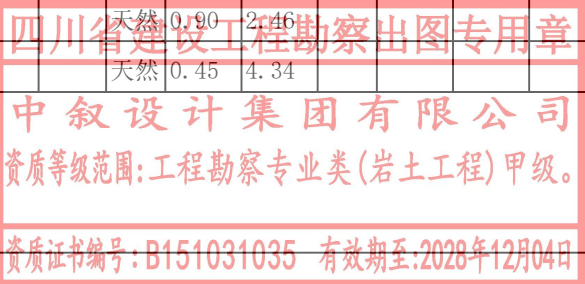 天然 0.90 2.46
四川省建设工程勘察出图专用章
天然 0.45 4.34
中叙设计集团有限公司
资质等级范围:工程勘察专业类(岩土工程)甲级。
资质证书编号:B151031035 有效期至:2028年12月04日